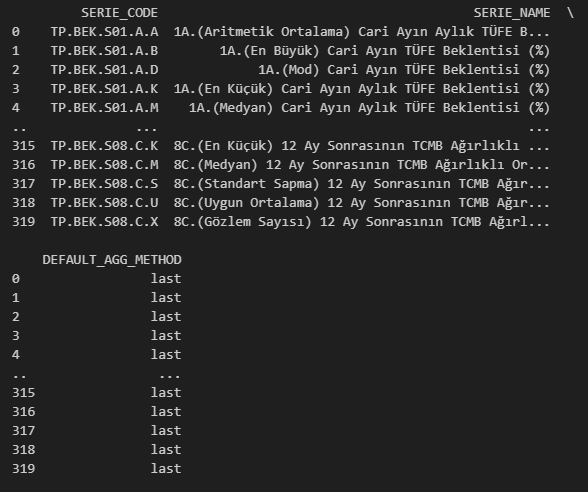 SERIE_CODE SERIE_NAME \
0 TP.BEK.S01.A.A 1A.(Aritmetik Ortalama) Cari Ayın Aylık TÜFE B...
1 TP.BEK.S01.A.B 1A.(En Büyük) Cari Ayın TÜFE Beklentisi (%)
2 TP.BEK.S01.A.D 1A.(Mod) Cari Ayın TÜFE Beklentisi (%)
3 TP.BEK.S01.A.K 1A.(En Küçük) Cari Ayın Aylık TÜFE Beklentisi (%)
4 TP.BEK.S01.A.M 1A.(Medyan) Cari Ayın Aylık TÜFE Beklentisi (%)
.. ... ...
315 TP.BEK.S08.C.K 8C.(En Küçük) 12 Ay Sonrasının TCMB Ağırlıklı ...
316 TP.BEK.S08.C.M 8C.(Medyan) 12 Ay Sonrasının TCMB Ağırlıklı Or...
317 TP.BEK.S08.C.S 8C.(Standart Sapma) 12 Ay Sonrasının TCMB Ağır...
318 TP.BEK.S08.C.U 8C.(Uygun Ortalama) 12 Ay Sonrasının TCMB Ağır...
319 TP.BEK.S08.C.X 8C.(Gözlem Sayısı) 12 Ay Sonrasının TCMB Ağırl...
DEFAULT_AGG_METHOD
0 last
1 last
2 last
3 last
4 last
.. ...
315 last
316 last
317 last
318 last
319 last